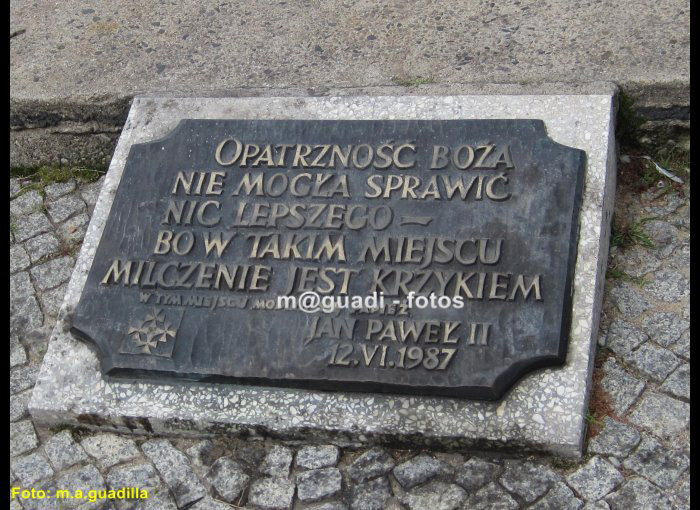 OPATRZNOŚĆ BOŻA
NIE MOGŁA SPRAWIĆ
NIC LEPSZEGO –
BO W TAKIM MIEJSCU
MILCZENIE JEST KRZYKIEM
W TYM MIEJSCU PAPIEŻ
m@guadi - fotos
JAN PAWEŁ II
12.VI.1987
Foto: m.a.guadilla